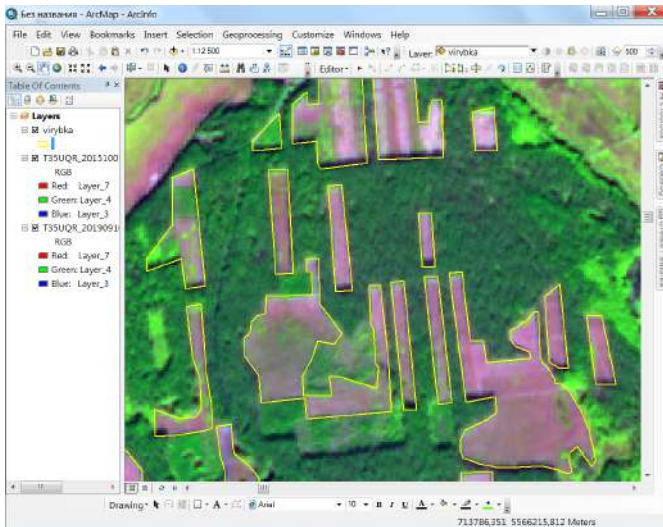 Без названия - ArcMap - ArcInfo
File Edit View Bookmarks Insert Selection Geoprocessing Customize Windows Help
1:12 500
Layer: virybka
500
Editor
Table Of Contents
Layers
virybka
T35UQR_2015100
RGB
Red: Layer_7
Green: Layer_4
Blue: Layer_3
T35UQR_2019091
RGB
Red: Layer_7
Green: Layer_4
Blue: Layer_3
Drawing
Arial
10
B I U A
713786,351 5566215,812 Meters